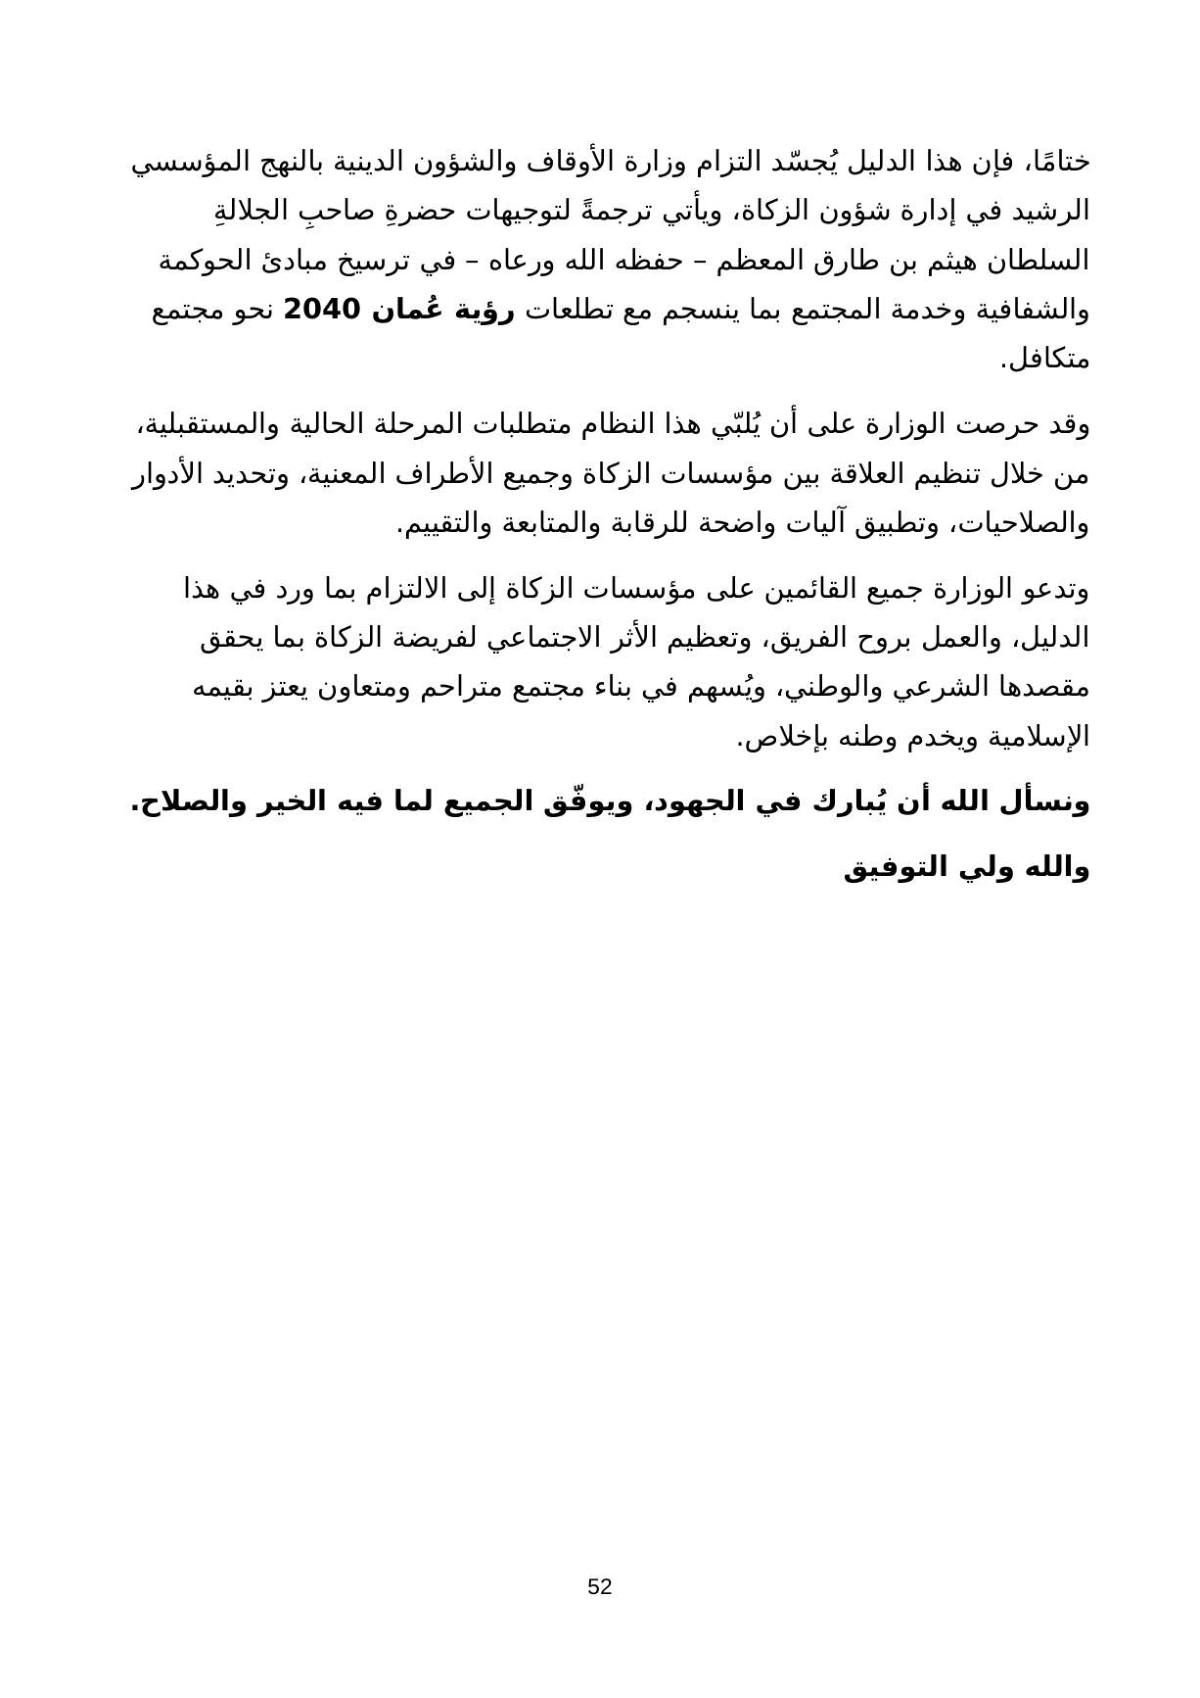 ختامًا، فإن هذا الدليل يُجسّد التزام وزارة الأوقاف والشؤون الدينية بالنهج المؤسسي
الرشيد في إدارة شؤون الزكاة، ويأتي ترجمةً لتوجيهات حضرةِ صاحبِ الجلالةِ
السلطان هيثم بن طارق المعظم – حفظه الله ورعاه – في ترسيخ مبادئ الحوكمة
والشفافية وخدمة المجتمع بما ينسجم مع تطلعات رؤية عُمان 2040 نحو مجتمع
متكافل.
وقد حرصت الوزارة على أن يُلبّي هذا النظام متطلبات المرحلة الحالية والمستقبلية،
من خلال تنظيم العلاقة بين مؤسسات الزكاة وجميع الأطراف المعنية، وتحديد الأدوار
والصلاحيات، وتطبيق آليات واضحة للرقابة والمتابعة والتقييم.
وتدعو الوزارة جميع القائمين على مؤسسات الزكاة إلى الالتزام بما ورد في هذا
الدليل، والعمل بروح الفريق، وتعظيم الأثر الاجتماعي لفريضة الزكاة بما يحقق
مقصدها الشرعي والوطني، ويُسهم في بناء مجتمع متراحم ومتعاون يعتز بقيمه
الإسلامية ويخدم وطنه بإخلاص.
ونسأل الله أن يُبارك في الجهود، ويوفّق الجميع لما فيه الخير والصلاح.
والله ولي التوفيق
52